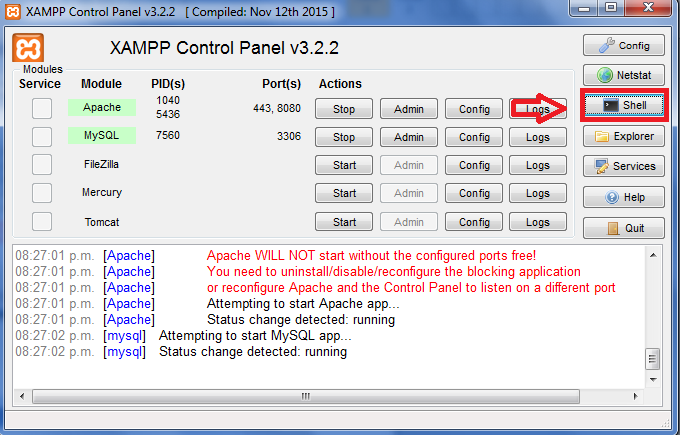 XAMPP Control Panel v3.2.2 [ Compiled: Nov 12th 2015 ]
XAMPP Control Panel v3.2.2
Config
Modules
Service Module PID(s) Port(s) Actions
Netstat
Apache 1040 5436 443, 8080 Stop Admin Config Logs
Shell
MySQL 7560 3306 Stop Admin Config Logs
Explorer
FileZilla Start Admin Config Logs
Services
Mercury Start Admin Config Logs
Help
Tomcat Start Admin Config Logs
Quit
08:27:01 p.m. [Apache] Apache WILL NOT start without the configured ports free!
08:27:01 p.m. [Apache] You need to uninstall/disable/reconfigure the blocking application
08:27:01 p.m. [Apache] or reconfigure Apache and the Control Panel to listen on a different port
08:27:01 p.m. [Apache] Attempting to start Apache app...
08:27:01 p.m. [Apache] Status change detected: running
08:27:02 p.m. [mysql] Attempting to start MySQL app...
08:27:02 p.m. [mysql] Status change detected: running